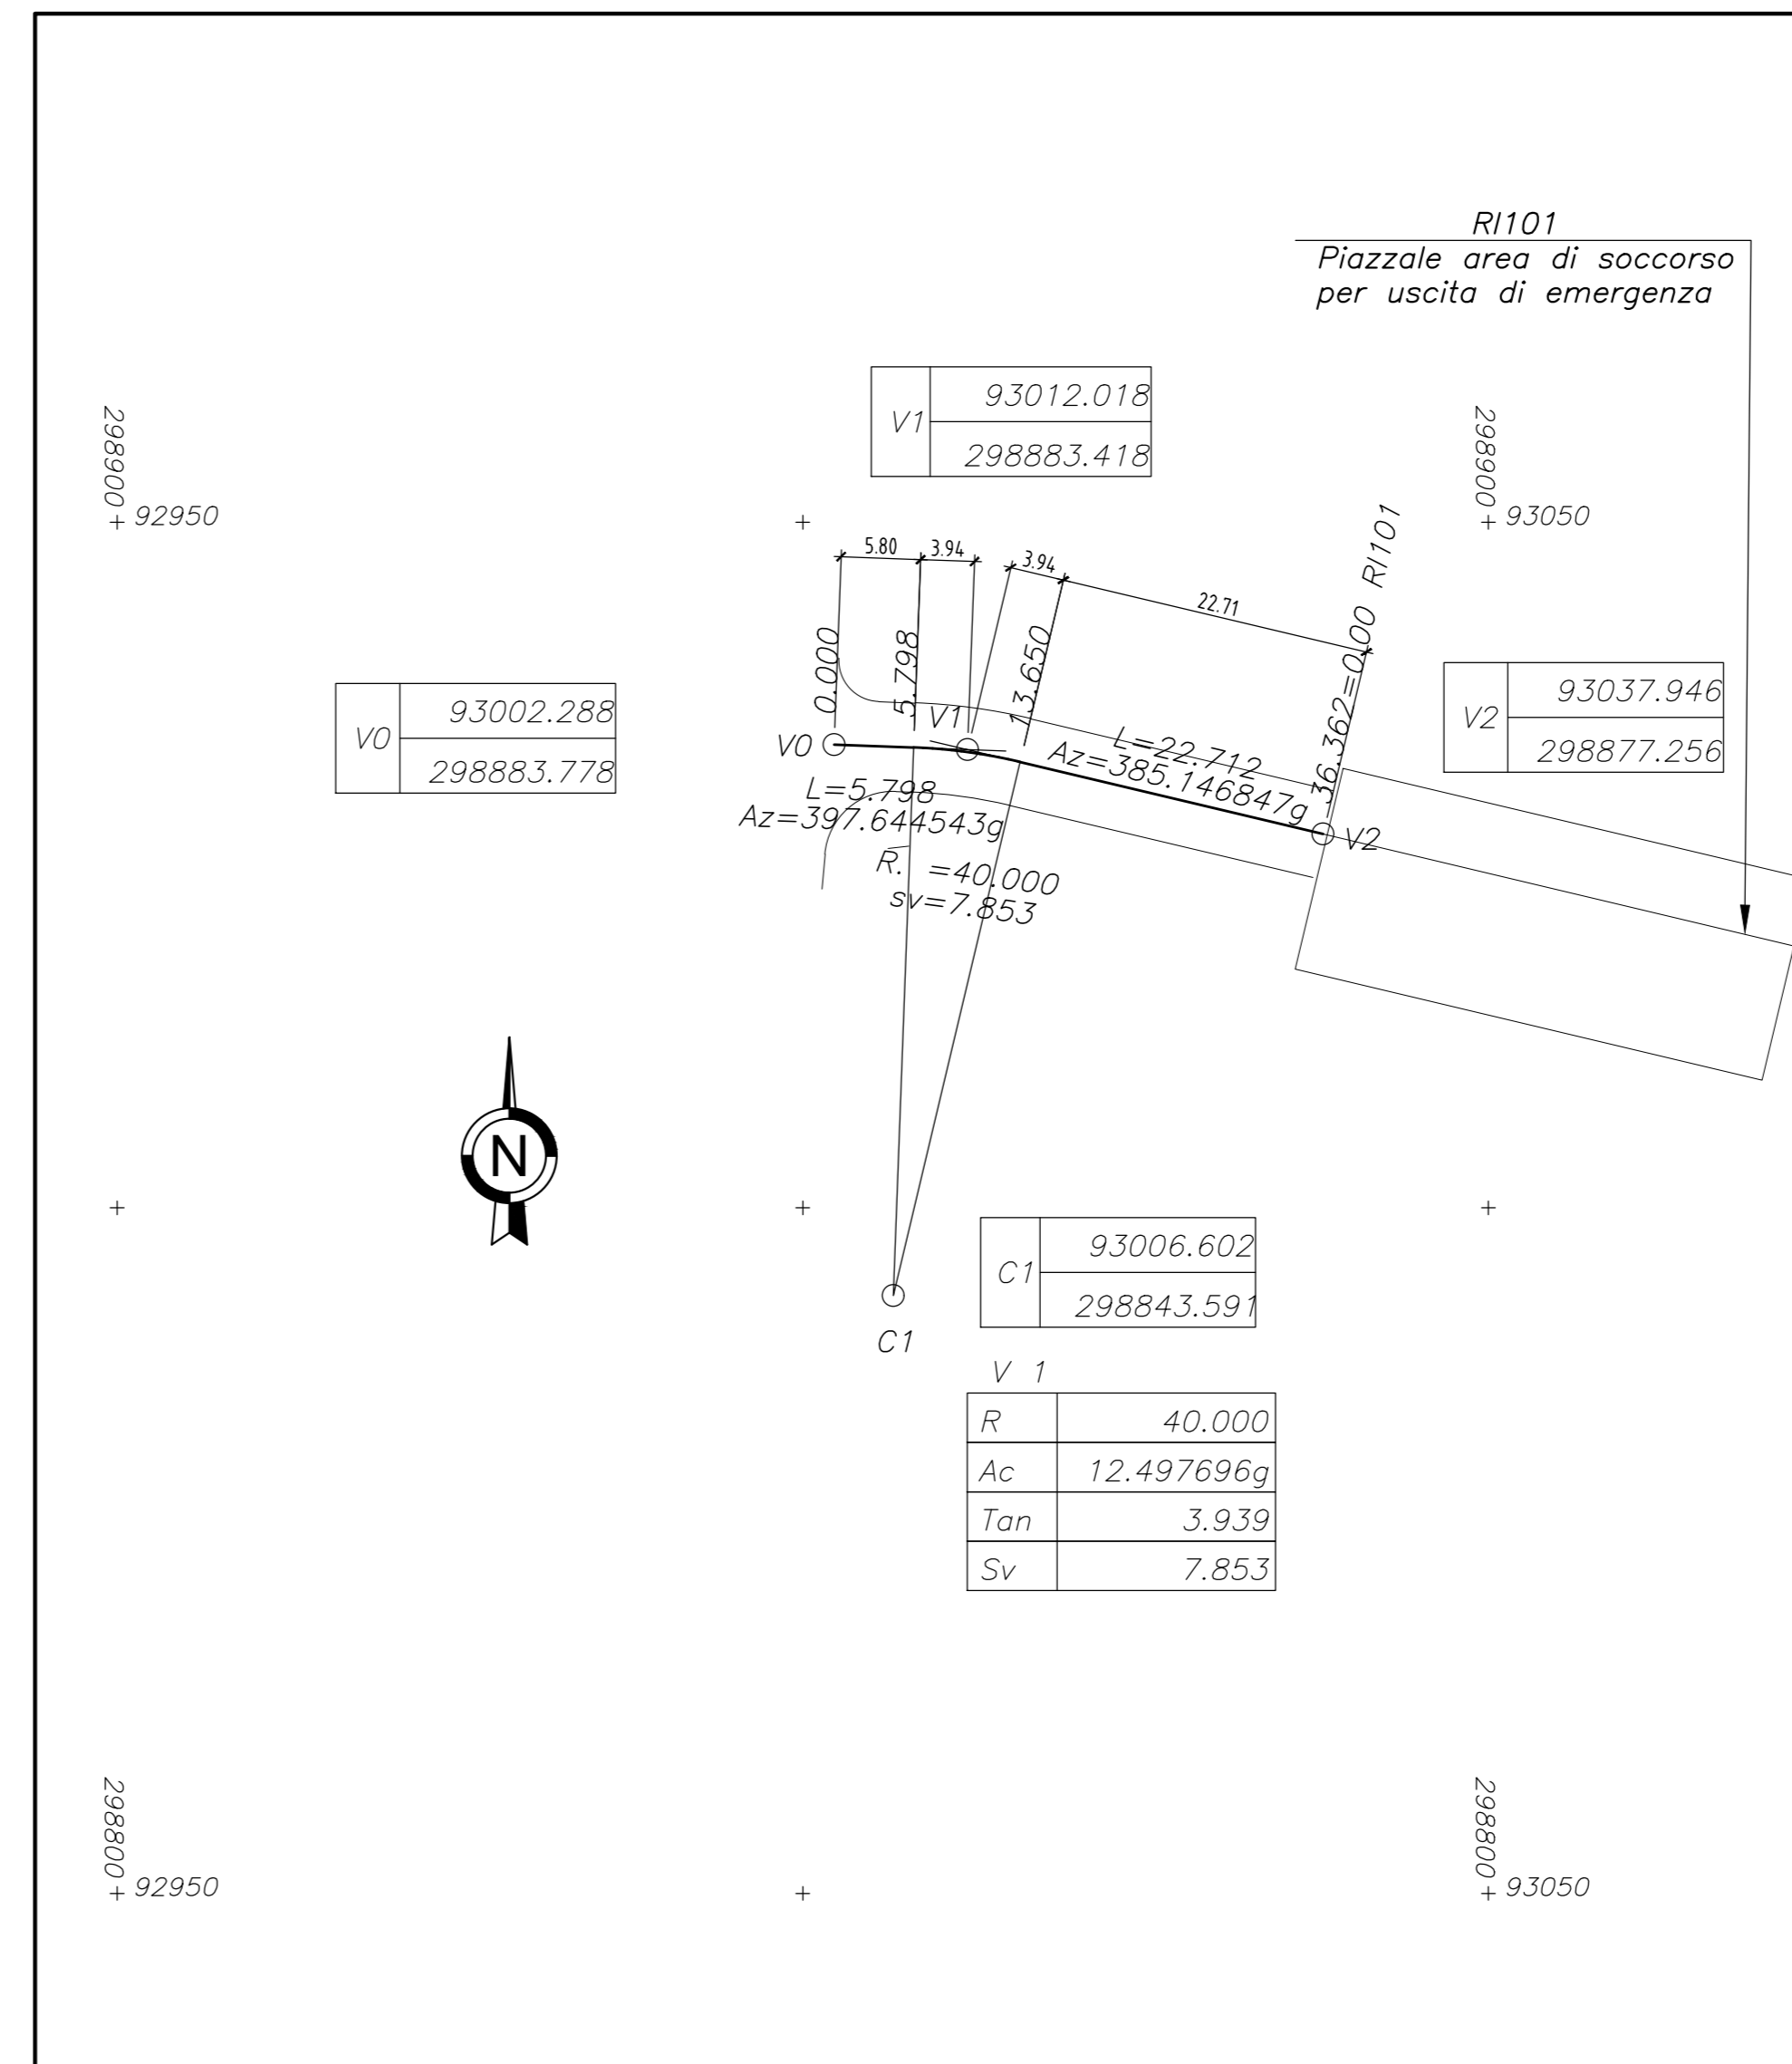 RI101
Piazzale area di soccorso
per uscita di emergenza
V1
93012.018
298883.418
298900
92950
298900
93050
5.80
3.94
3.94
22.71
0.000
5.798
13.650
36.362=0.00 RI101
V0
93002.288
298883.778
V2
93037.946
298877.256
V0
V1
V2
L=22.712
Az=385.146847g
L=5.798
Az=397.644543g
R. =40.000
sv=7.853
N
C1
93006.602
298843.591
C1
V 1
R 40.000
Ac 12.497696g
Tan 3.939
Sv 7.853
298800
92950
298800
93050